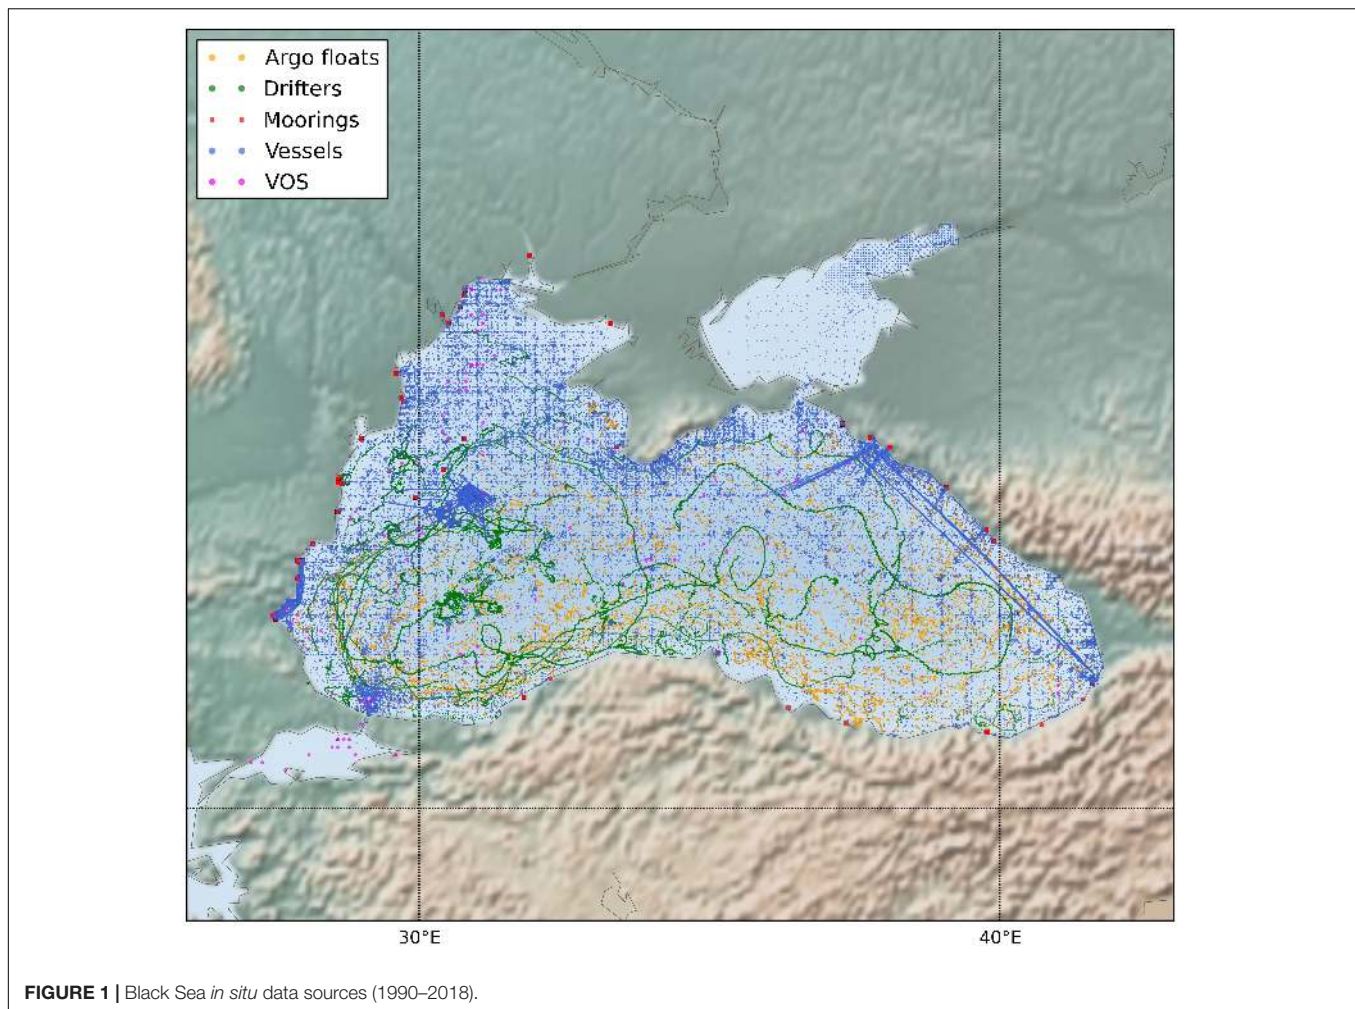 Argo floats
Drifters
Moorings
Vessels
VOS
30°E
40°E
FIGURE 1 | Black Sea in situ data sources (1990–2018).